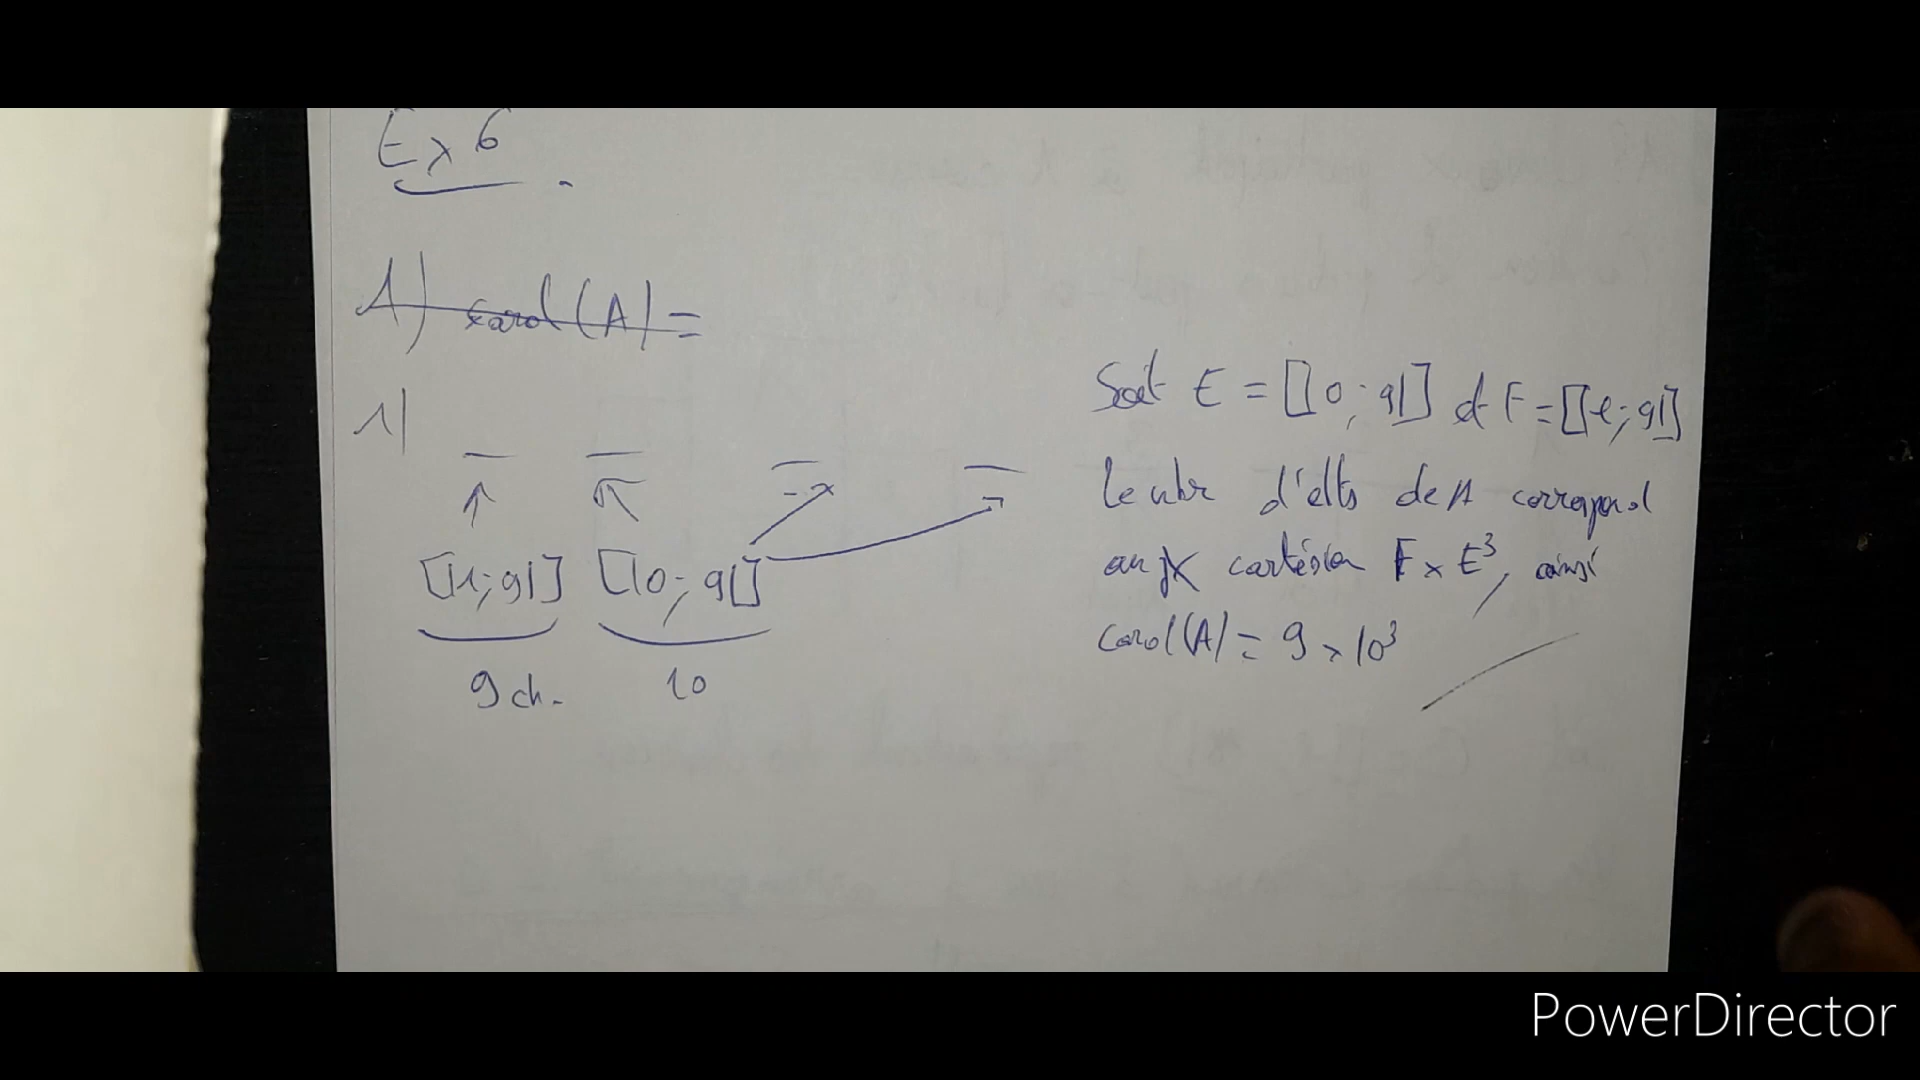 Ex 6
1) card(A) =
1)
[|1; 9|] [|0; 9|]
9 ch. 10
Soit E = [|0; 9|] et F = [|1; 9|]
Le nbr d'elts de A correspond
au pdt cartésien F x E³, ainsi
card(A) = 9 x 10³
PowerDirector